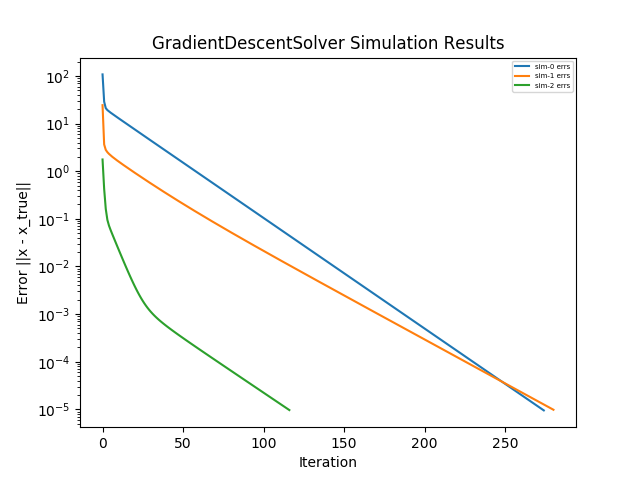 GradientDescentSolver Simulation Results
sim-0 errs
sim-1 errs
sim-2 errs
10²
10¹
10⁰
10⁻¹
10⁻²
10⁻³
10⁻⁴
10⁻⁵
Error ||x - x_true||
0 50 100 150 200 250
Iteration